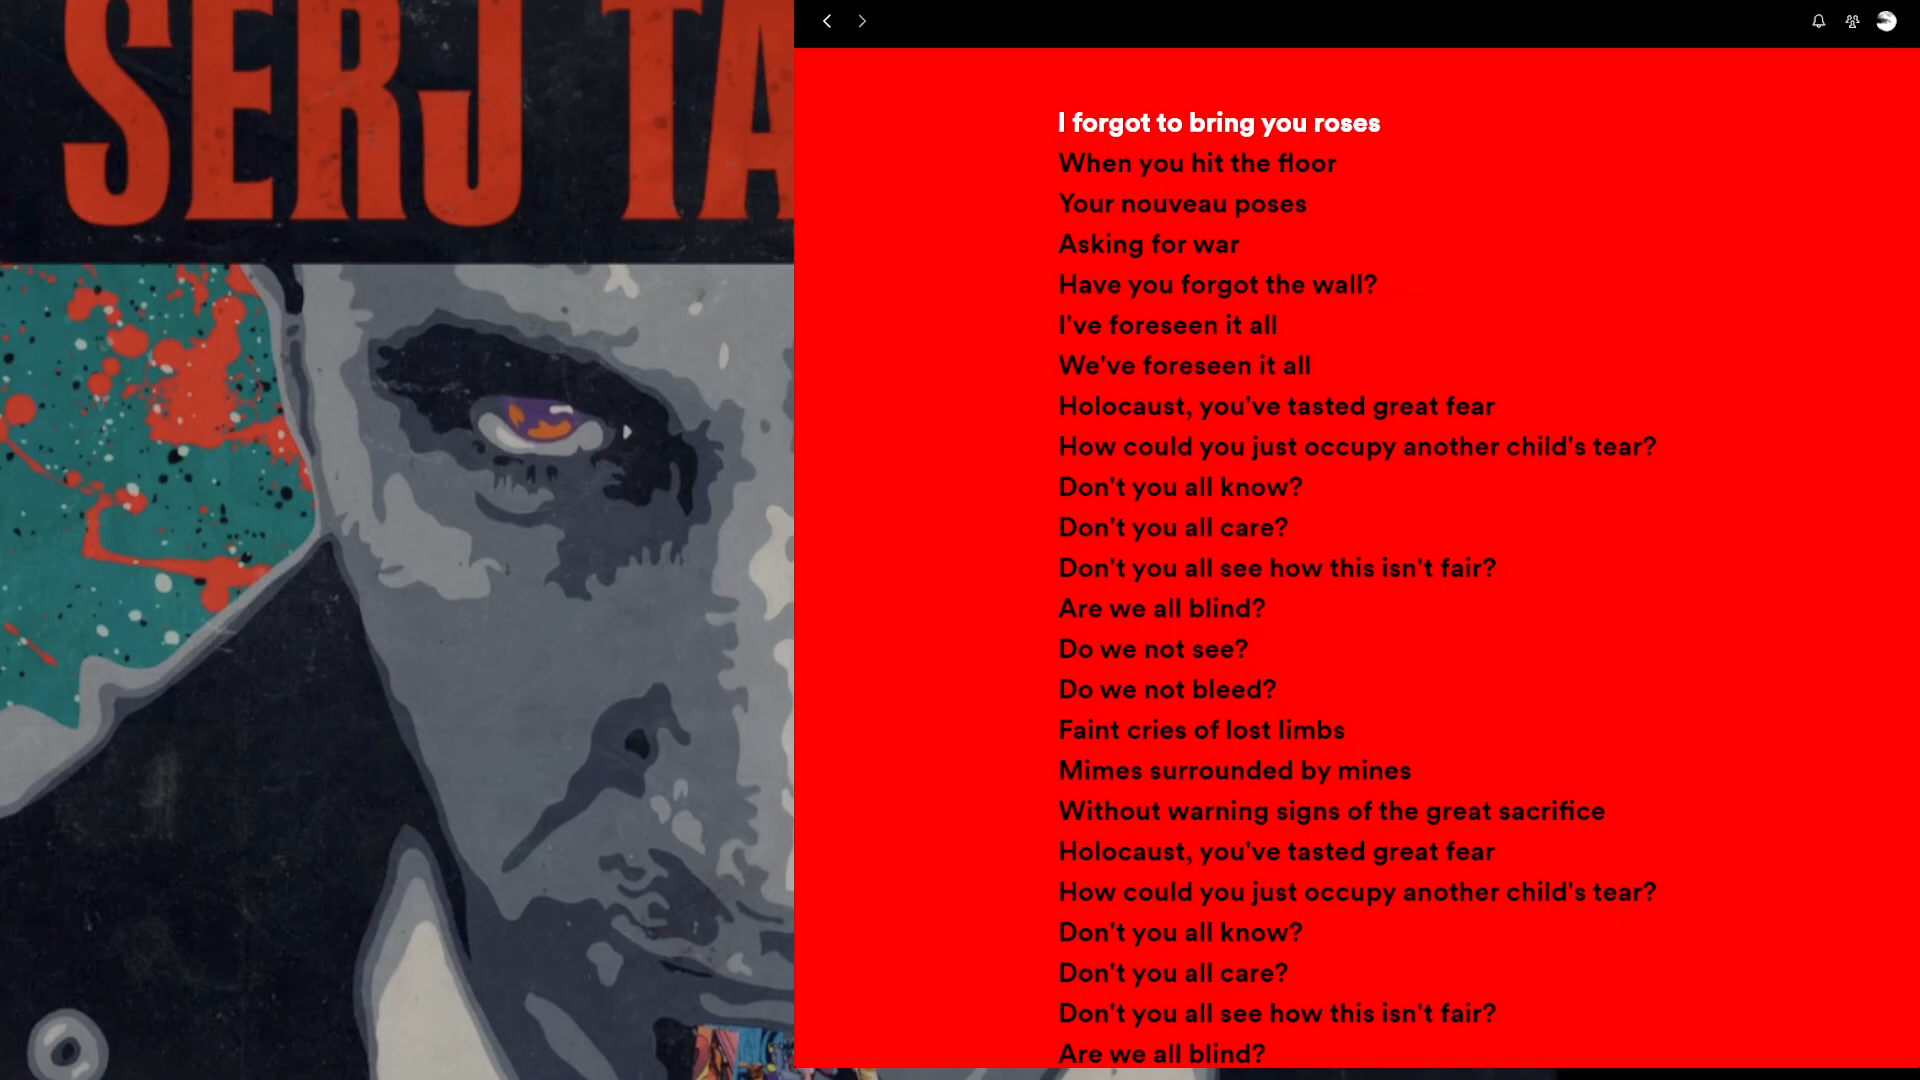 SERJ TA
I forgot to bring you roses
When you hit the floor
Your nouveau poses
Asking for war
Have you forgot the wall?
I've foreseen it all
We've foreseen it all
Holocaust, you've tasted great fear
How could you just occupy another child's tear?
Don't you all know?
Don't you all care?
Don't you all see how this isn't fair?
Are we all blind?
Do we not see?
Do we not bleed?
Faint cries of lost limbs
Mimes surrounded by mines
Without warning signs of the great sacrifice
Holocaust, you've tasted great fear
How could you just occupy another child's tear?
Don't you all know?
Don't you all care?
Don't you all see how this isn't fair?
Are we all blind?